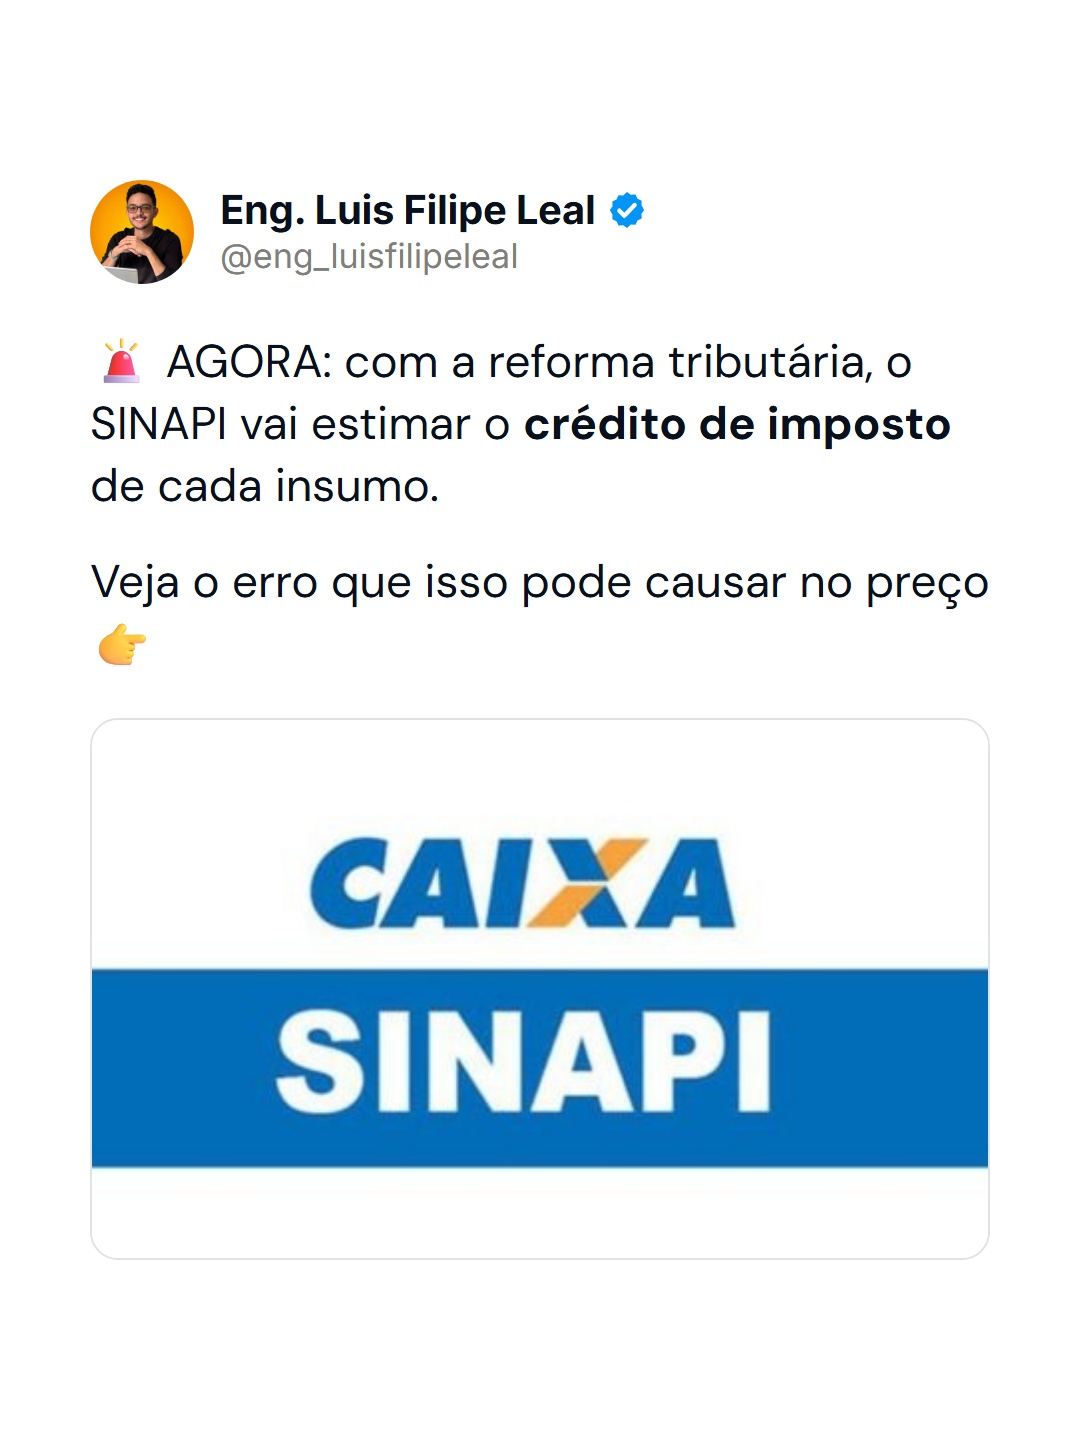 Eng. Luis Filipe Leal
@eng_luisfilipeleal
🚨 AGORA: com a reforma tributária, o
SINAPI vai estimar o crédito de imposto
de cada insumo.
Veja o erro que isso pode causar no preço
👉
CAIXA
SINAPI